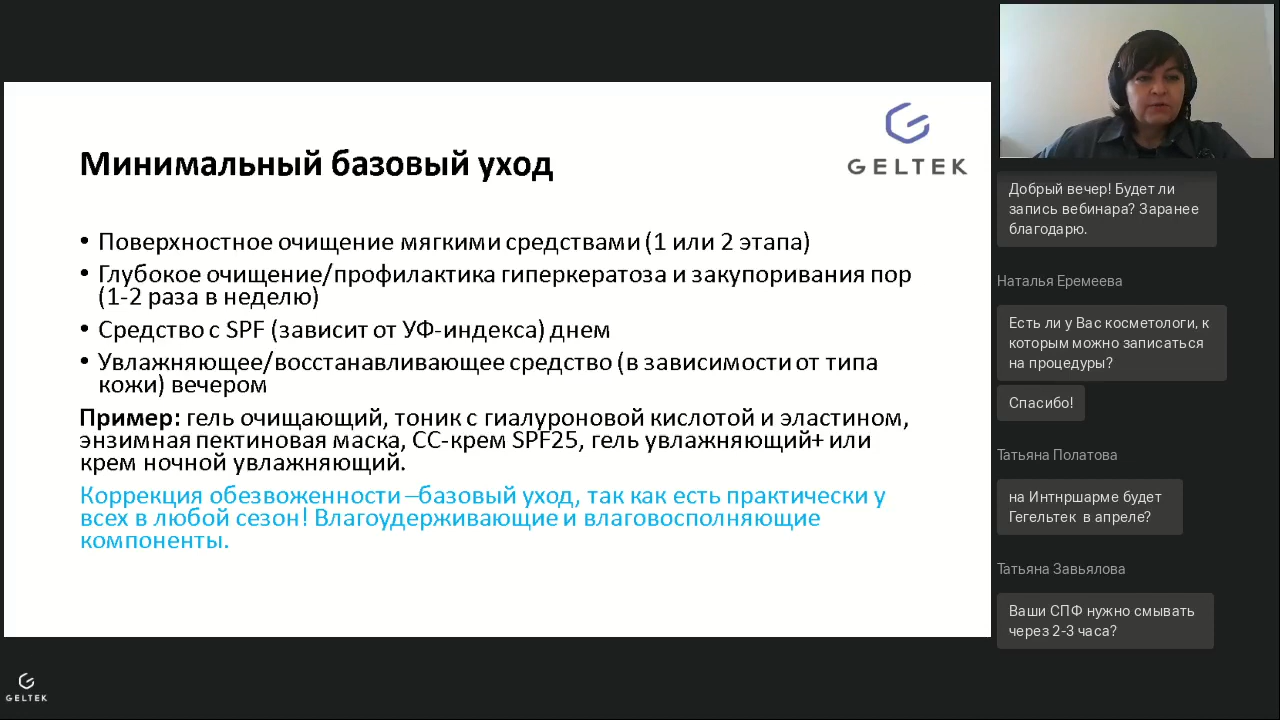 Минимальный базовый уход
GELTEK
• Поверхностное очищение мягкими средствами (1 или 2 этапа)
• Глубокое очищение/профилактика гиперкератоза и закупоривания пор
(1-2 раза в неделю)
• Средство с SPF (зависит от УФ-индекса) днем
• Увлажняющее/восстанавливающее средство (в зависимости от типа
кожи) вечером
Пример: гель очищающий, тоник с гиалуроновой кислотой и эластином,
энзимная пектиновая маска, СС-крем SPF25, гель увлажняющий+ или
крем ночной увлажняющий.
Коррекция обезвоженности –базовый уход, так как есть практически у
всех в любой сезон! Влагоудерживающие и влаговосполняющие
компоненты.
GELTEK
Добрый вечер! Будет ли
запись вебинара? Заранее
благодарю.
Наталья Еремеева
Есть ли у Вас косметологи, к
которым можно записаться
на процедуры?
Спасибо!
Татьяна Полатова
на Интнршарме будет
Гегельтек в апреле?
Татьяна Завьялова
Ваши СПФ нужно смывать
через 2-3 часа?